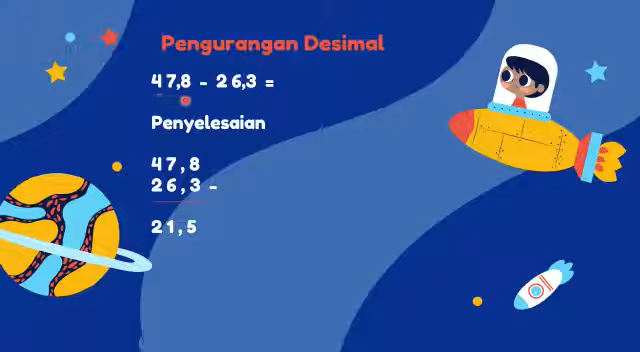 Pengurangan Desimal
47,8 - 26,3 =
Penyelesaian
47,8
26,3 -
21,5